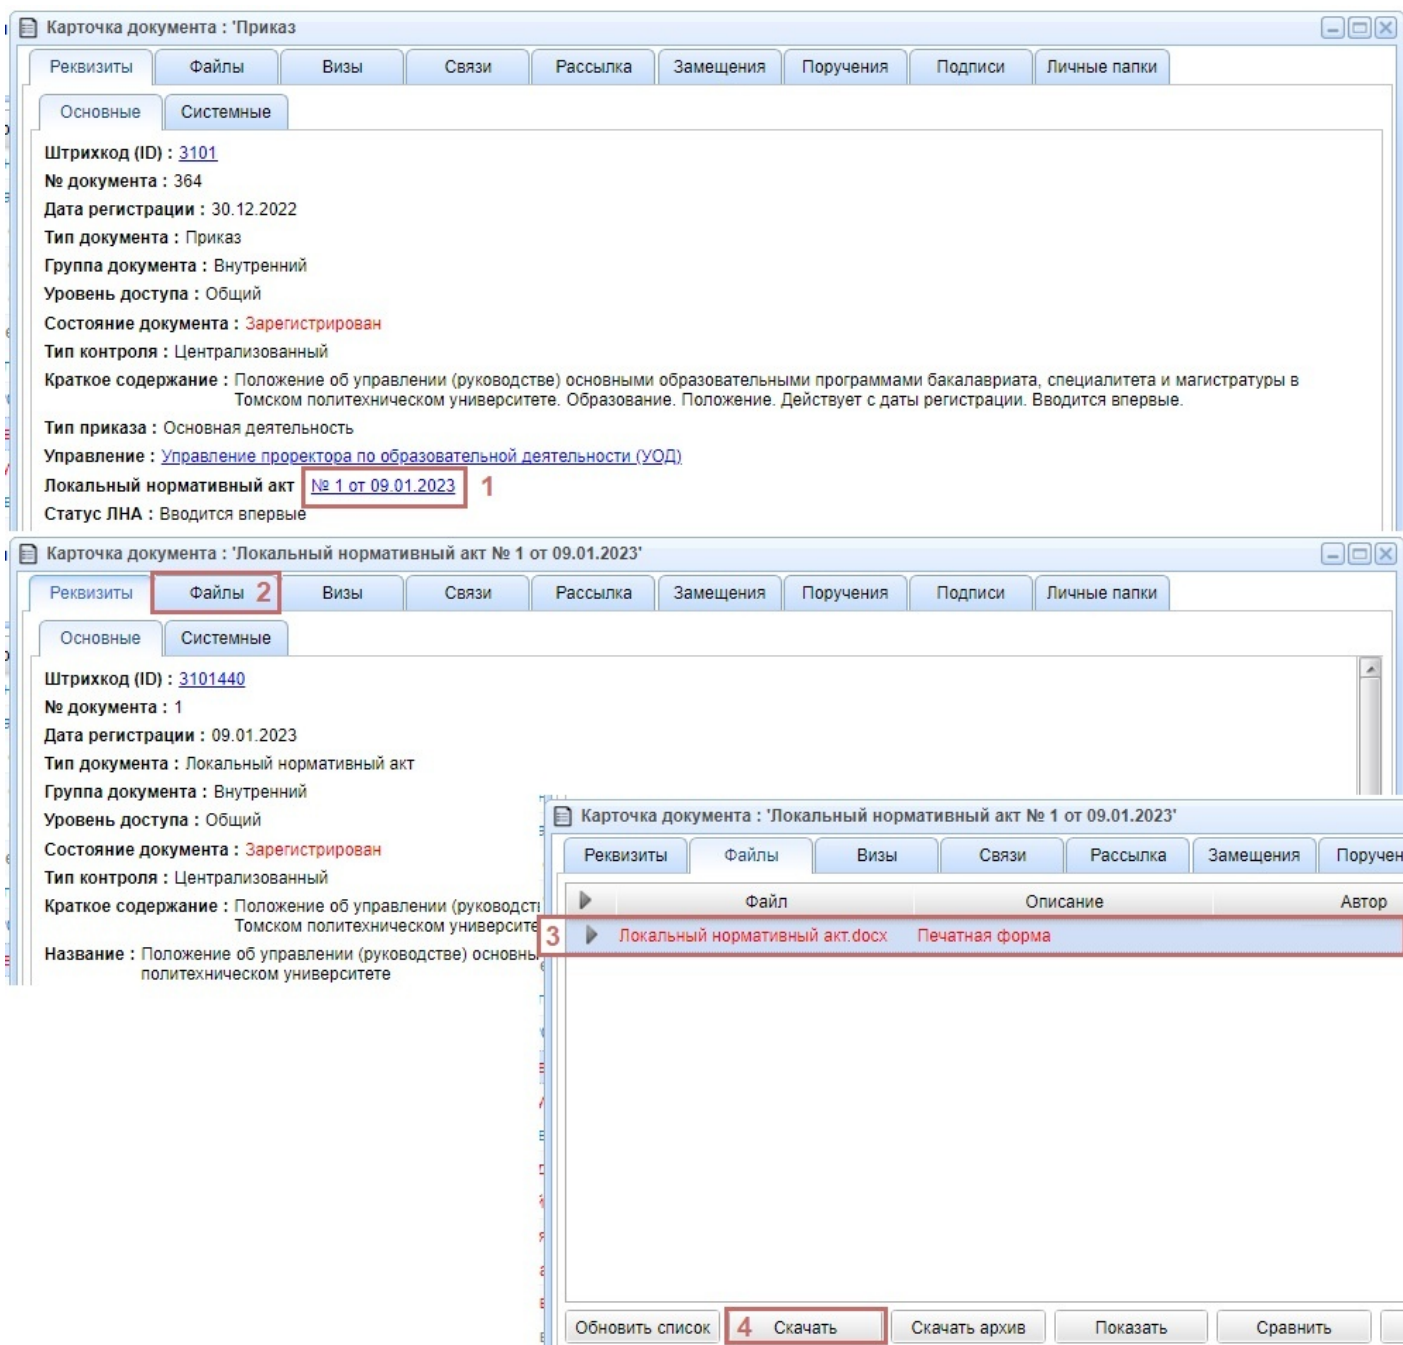 Карточка документа : 'Приказ
Реквизиты Файлы Визы Связи Рассылка Замещения Поручения Подписи Личные папки
Основные Системные
Штрихкод (ID) : 3101
№ документа : 364
Дата регистрации : 30.12.2022
Тип документа : Приказ
Группа документа : Внутренний
Уровень доступа : Общий
Состояние документа : Зарегистрирован
Тип контроля : Централизованный
Краткое содержание : Положение об управлении (руководстве) основными образовательными программами бакалавриата, специалитета и магистратуры в
Томском политехническом университете. Образование. Положение. Действует с даты регистрации. Вводится впервые.
Тип приказа : Основная деятельность
Управление : Управление проректора по образовательной деятельности (УОД)
Локальный нормативный акт № 1 от 09.01.2023 1
Статус ЛНА : Вводится впервые
Карточка документа : 'Локальный нормативный акт № 1 от 09.01.2023'
Реквизиты Файлы 2 Визы Связи Рассылка Замещения Поручения Подписи Личные папки
Основные Системные
Штрихкод (ID) : 3101440
№ документа : 1
Дата регистрации : 09.01.2023
Тип документа : Локальный нормативный акт
Группа документа : Внутренний
Уровень доступа : Общий
Состояние документа : Зарегистрирован
Тип контроля : Централизованный
Краткое содержание : Положение об управлении (руководст
Томском политехническом университе
Название : Положение об управлении (руководстве) основны
политехническом университете
Карточка документа : 'Локальный нормативный акт № 1 от 09.01.2023'
Реквизиты Файлы Визы Связи Рассылка Замещения Поручен
Файл Описание Автор
3 Локальный нормативный акт.docx Печатная форма
Обновить список 4 Скачать Скачать архив Показать Сравнить